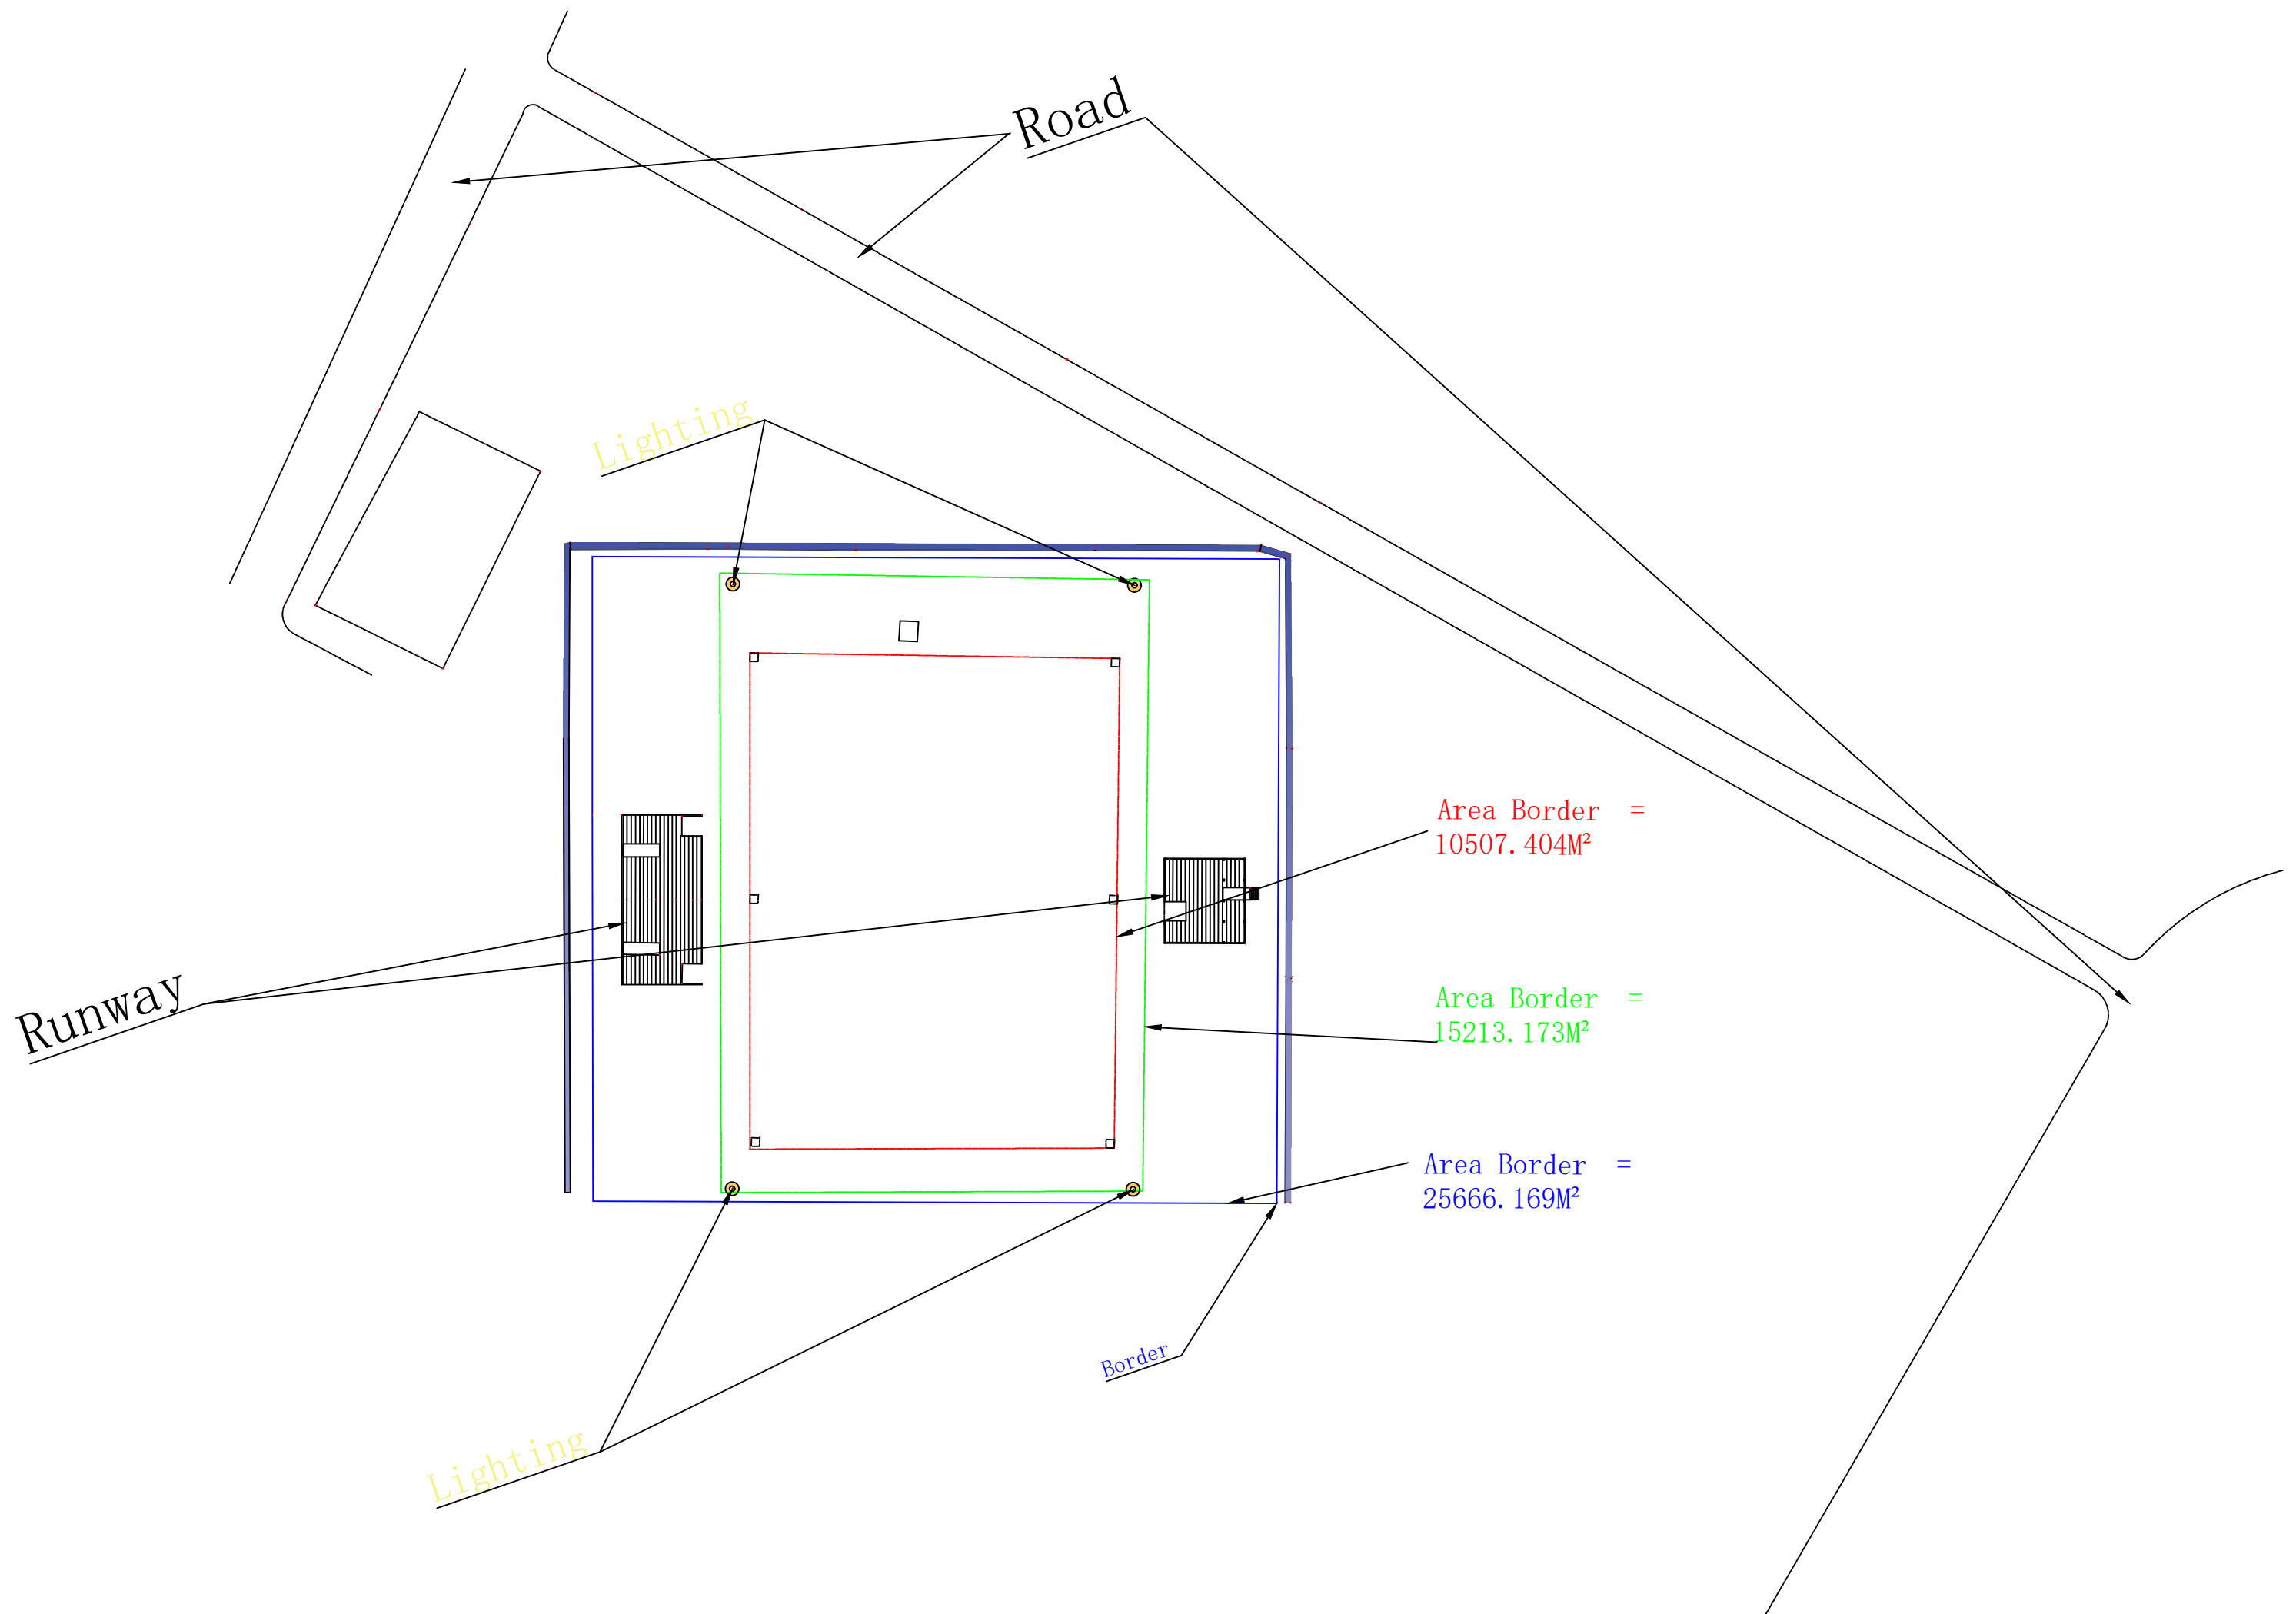 Road
Lighting
Area Border =
10507.404M²
Runway
Area Border =
15213.173M²
Area Border =
25666.169M²
Border
Lighting